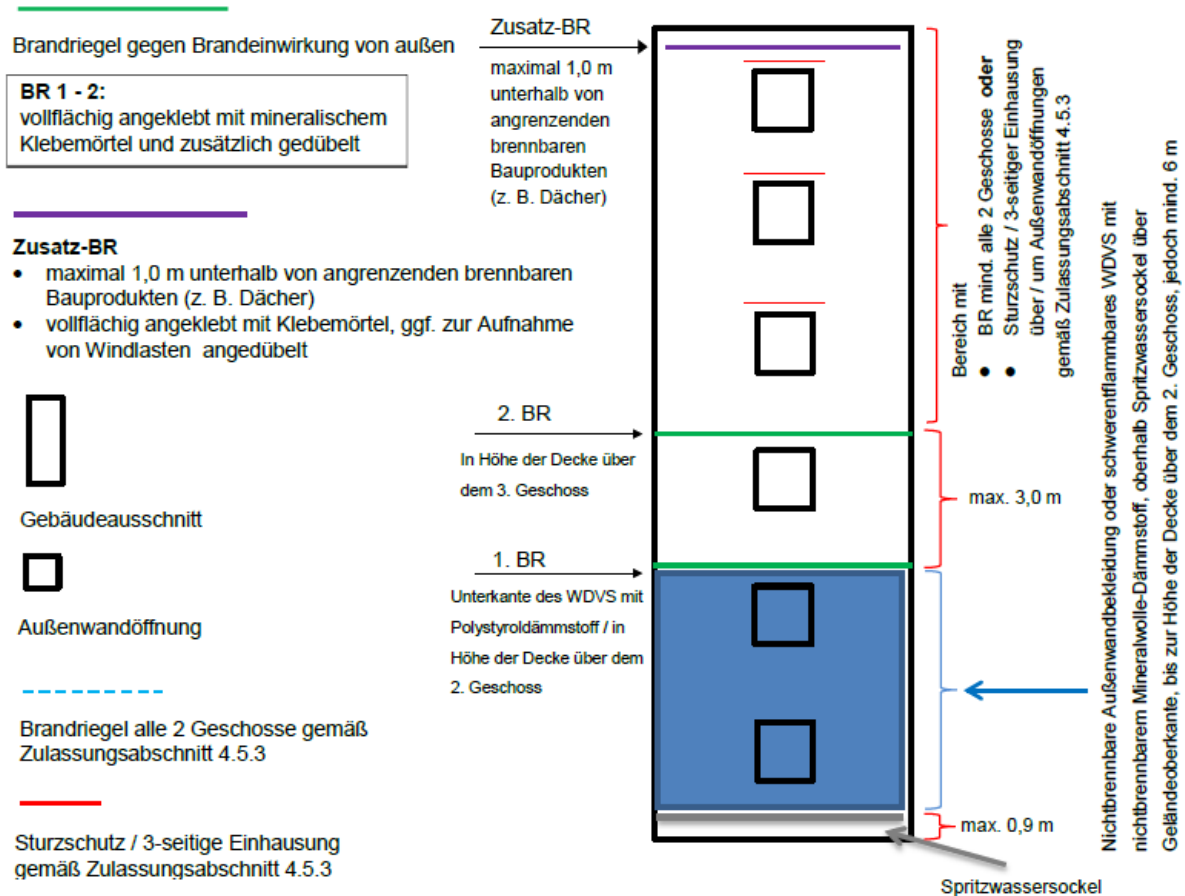 Brandriegel gegen Brandeinwirkung von außen
BR 1 - 2:
vollflächig angeklebt mit mineralischem
Klebemörtel und zusätzlich gedübelt
Zusatz-BR
• maximal 1,0 m unterhalb von angrenzenden brennbaren
Bauprodukten (z. B. Dächer)
• vollflächig angeklebt mit Klebemörtel, ggf. zur Aufnahme
von Windlasten angedübelt
Gebäudeausschnitt
Außenwandöffnung
Brandriegel alle 2 Geschosse gemäß
Zulassungsabschnitt 4.5.3
Sturzschutz / 3-seitige Einhausung
gemäß Zulassungsabschnitt 4.5.3
Zusatz-BR
maximal 1,0 m
unterhalb von
angrenzenden
brennbaren
Bauprodukten
(z. B. Dächer)
2. BR
In Höhe der Decke über
dem 3. Geschoss
1. BR
Unterkante des WDVS mit
Polystyroldämmstoff / in
Höhe der Decke über dem
2. Geschoss
Bereich mit
• BR mind. alle 2 Geschosse oder
• Sturzschutz / 3-seitiger Einhausung
über / um Außenwandöffnungen
gemäß Zulassungsabschnitt 4.5.3
max. 3,0 m
Nichtbrennbare Außenwandbekleidung oder schwerentflammbares WDVS mit
nichtbrennbarem Mineralwolle-Dämmstoff, oberhalb Spritzwassersockel über
Geländeoberkante, bis zur Höhe der Decke über dem 2. Geschoss, jedoch mind. 6 m
max. 0,9 m
Spritzwassersockel